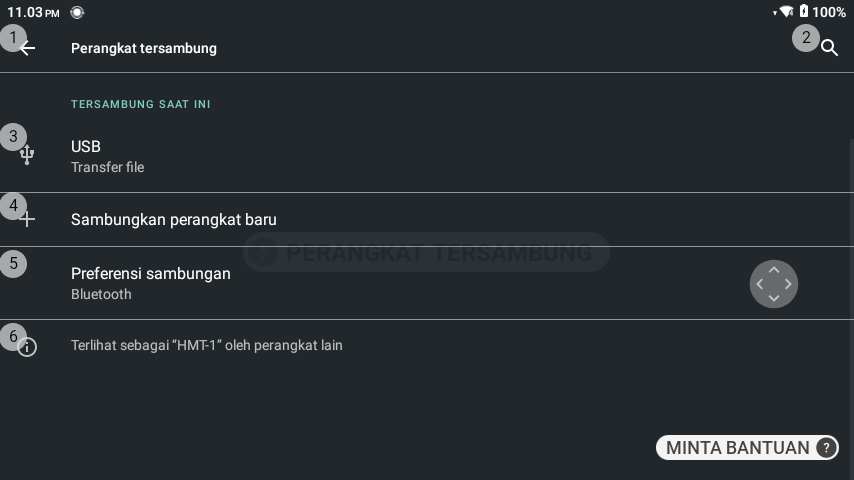 11.03 PM
100%
1
Perangkat tersambung
2
TERSAMBUNG SAAT INI
3
USB
Transfer file
4
Sambungkan perangkat baru
PERANGKAT TERSAMBUNG
5
Preferensi sambungan
Bluetooth
6
Terlihat sebagai “HMT-1” oleh perangkat lain
MINTA BANTUAN ?